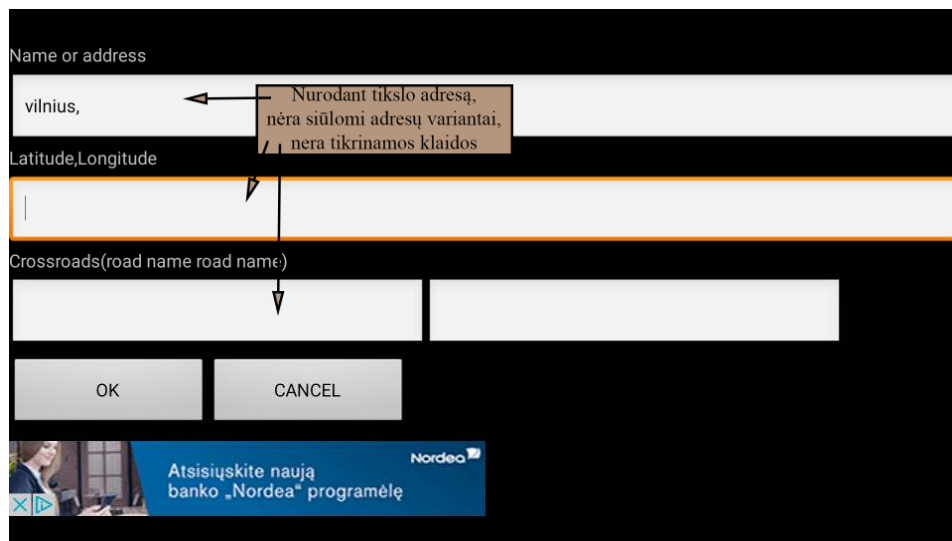 Name or address
vilnius,
Nurodant tikslo adresą,
nėra siūlomi adresų variantai,
nera tikrinamos klaidos
Latitude,Longitude
Crossroads(road name road name)
OK
CANCEL
Nordea
Atsisiųskite naują
banko „Nordea“ programėlę